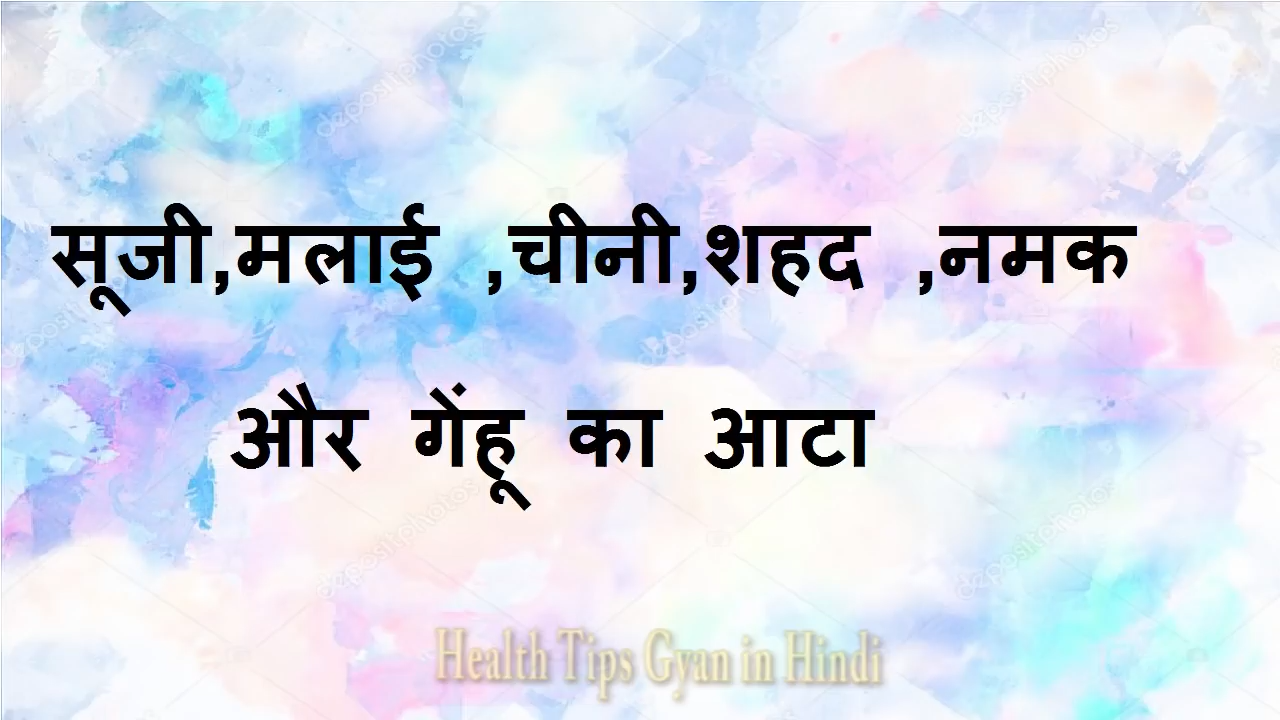 सूजी,मलाई ,चीनी,शहद ,नमक
और गेंहू का आटा
Health Tips Gyan in Hindi